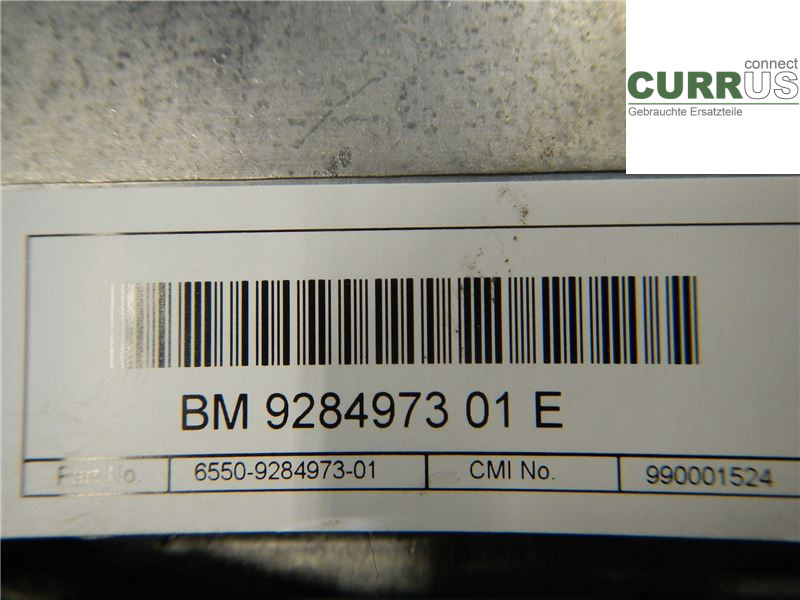 connect
CURRUS
Gebrauchte Ersatzteile
BM 9284973 01 E
Part No. 6550-9284973-01 CMI No. 990001524